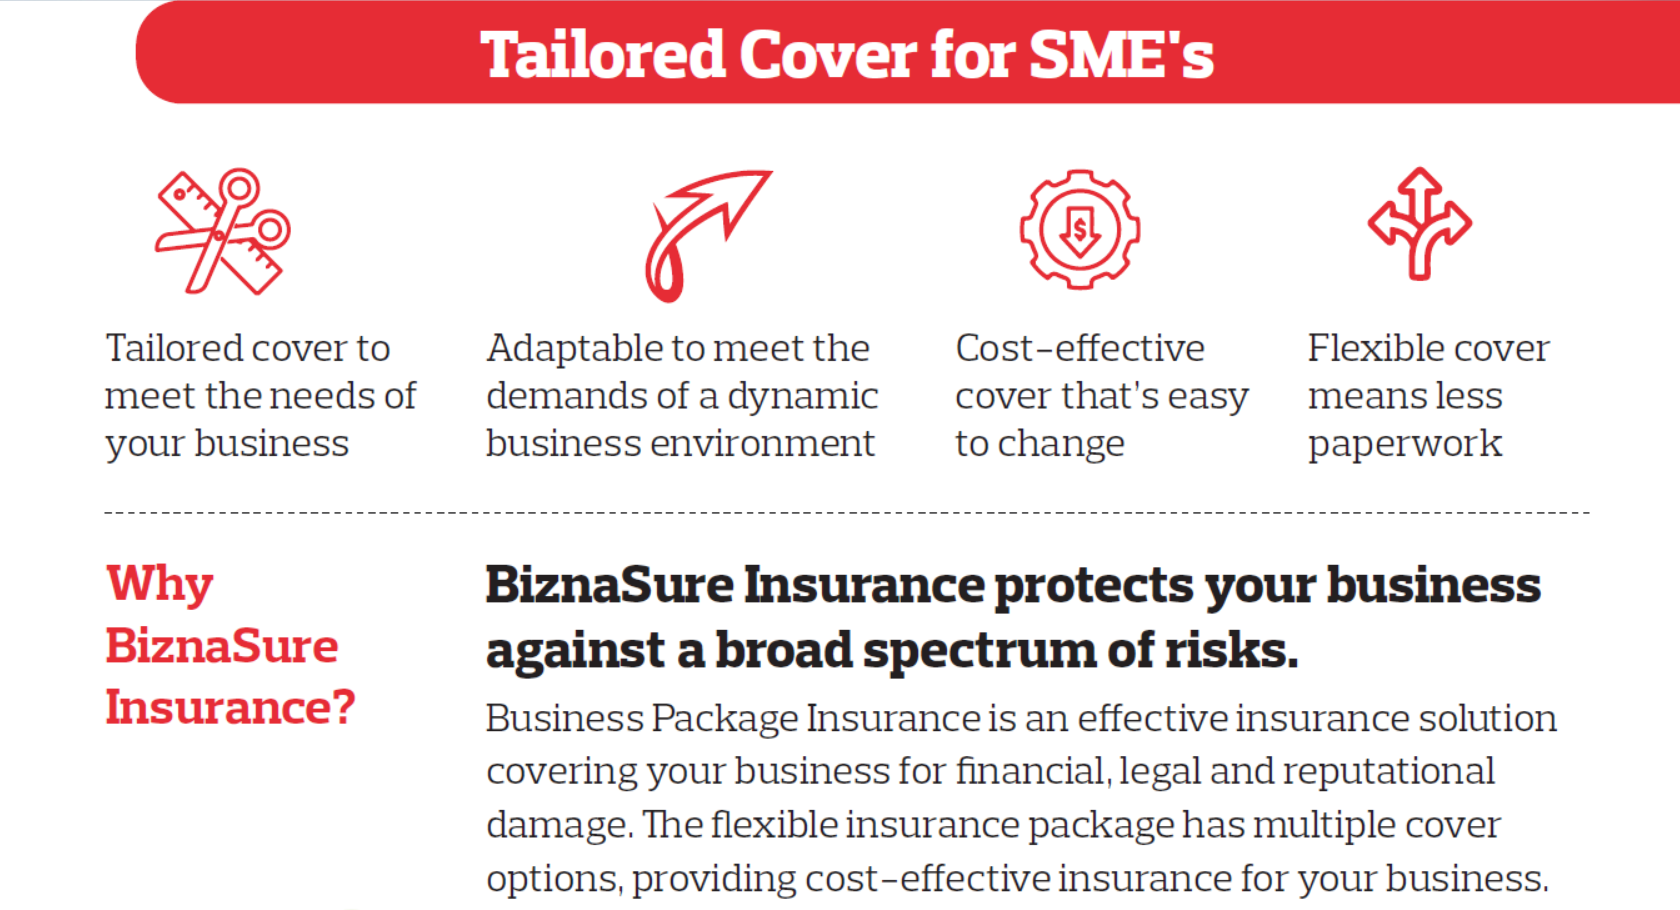 Tailored Cover for SME's
Tailored cover to
meet the needs of
your business
Adaptable to meet the
demands of a dynamic
business environment
$
Cost-effective
cover that's easy
to change
Flexible cover
means less
paperwork
Why
BiznaSure
Insurance?
BiznaSure Insurance protects your business
against a broad spectrum of risks.
Business Package Insurance is an effective insurance solution
covering your business for financial, legal and reputational
damage. The flexible insurance package has multiple cover
options, providing cost-effective insurance for your business.